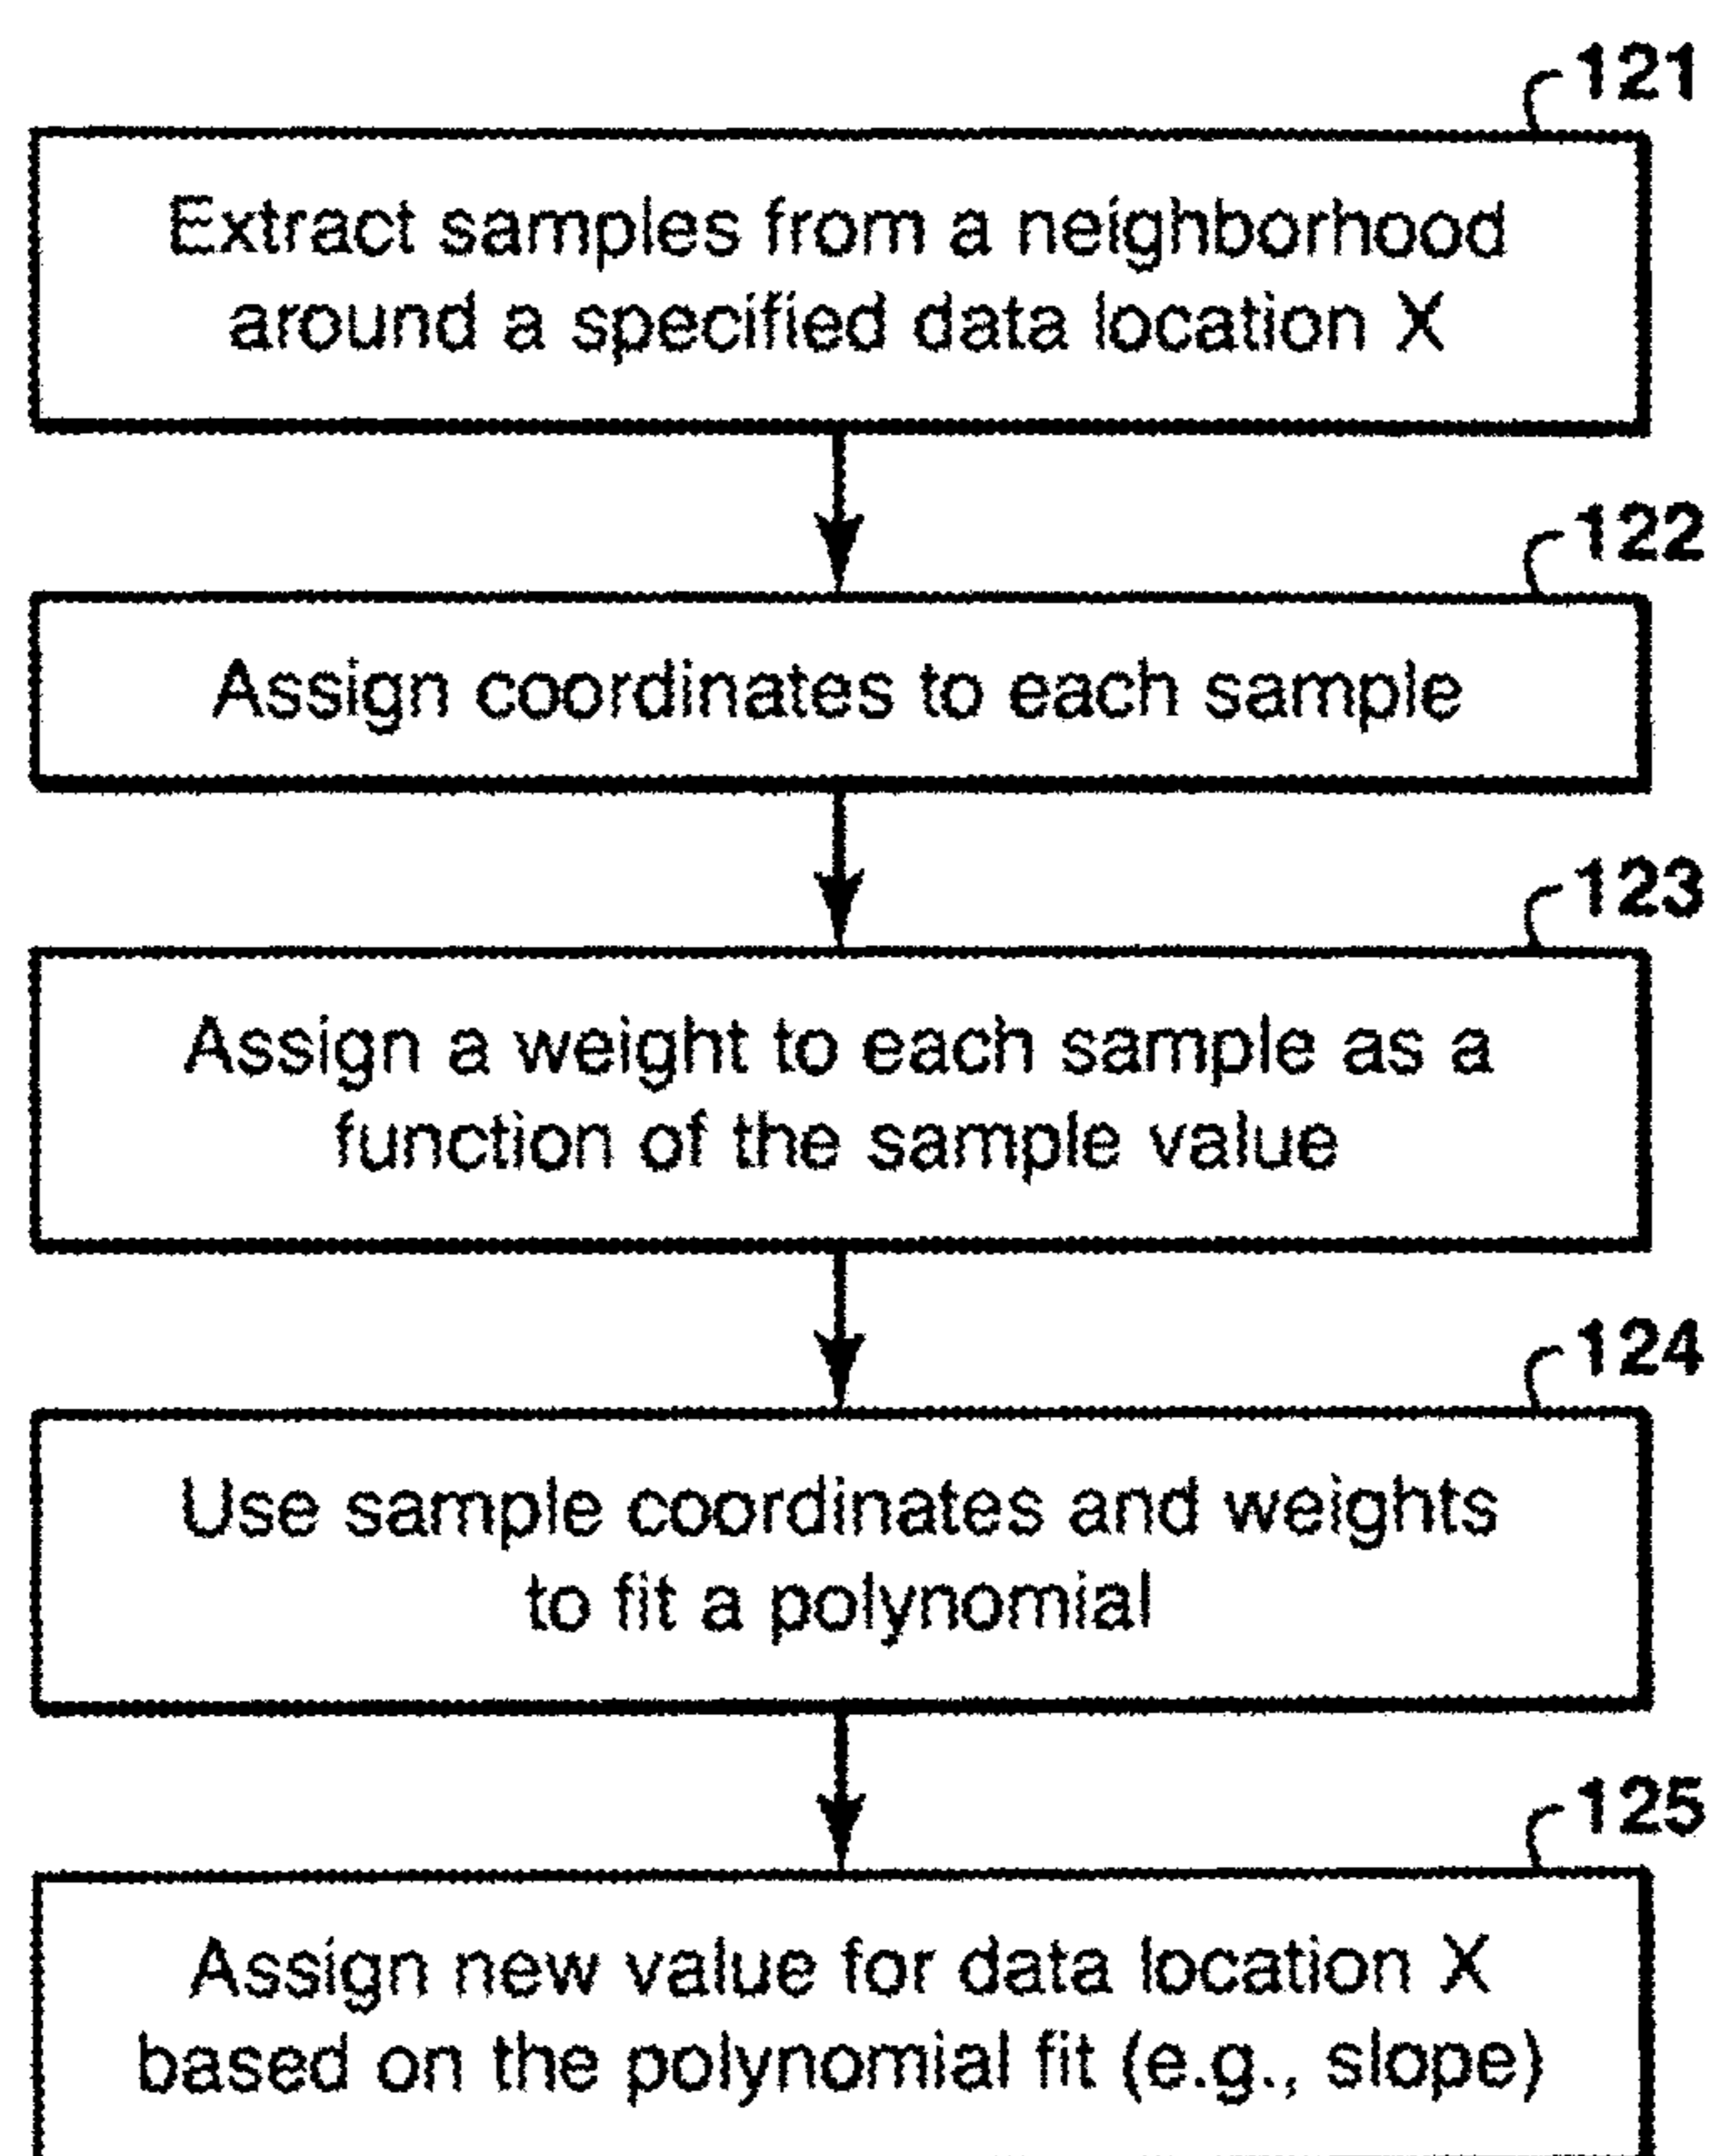 121
Extract samples from a neighborhood
around a specified data location X
122
Assign coordinates to each sample
123
Assign a weight to each sample as a
function of the sample value
124
Use sample coordinates and weights
to fit a polynomial
125
Assign new value for data location X
based on the polynomial fit (e.g., slope)